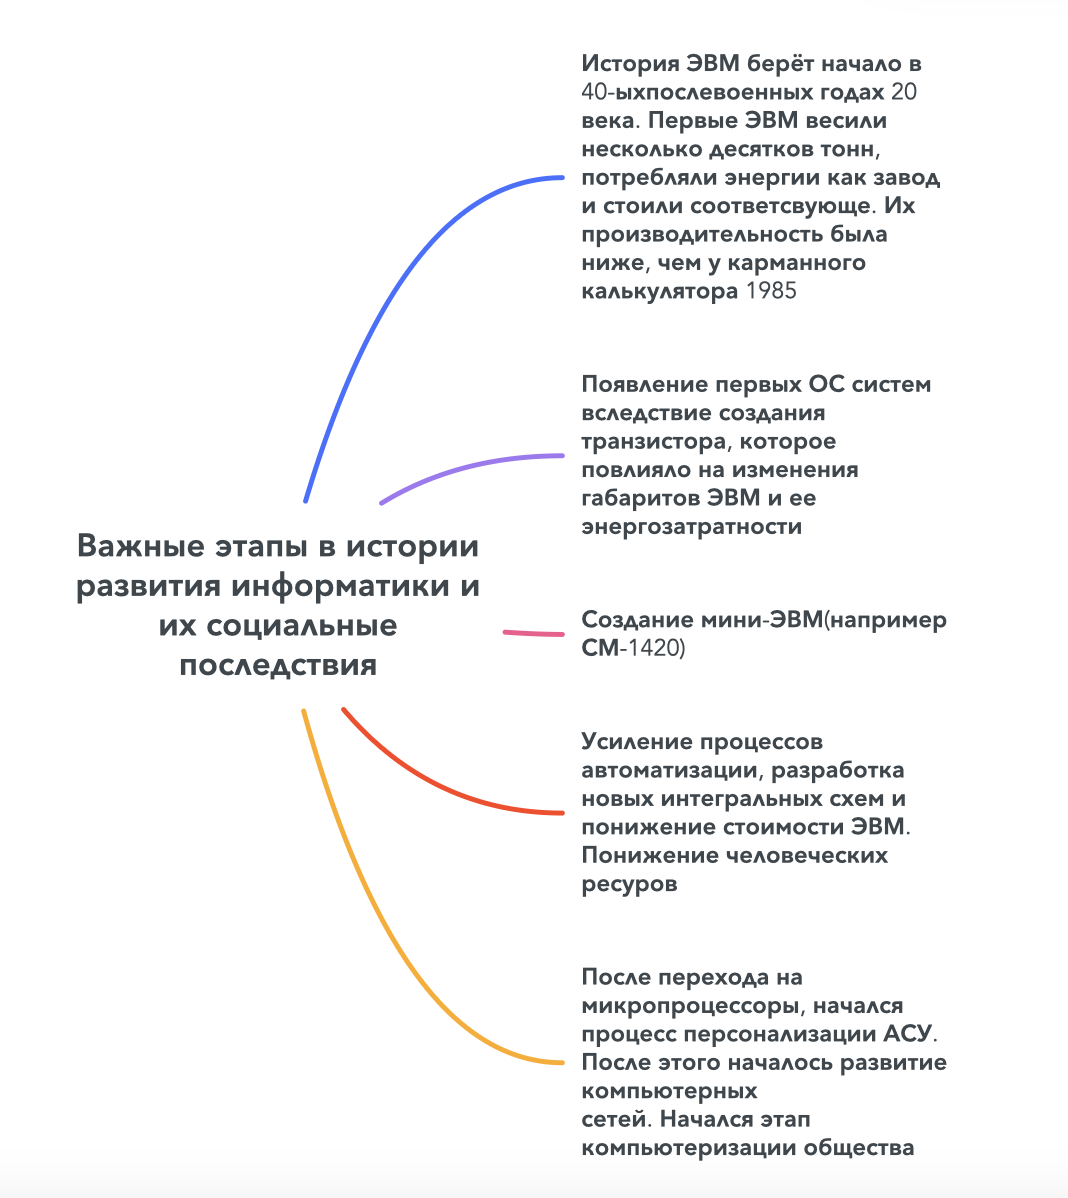 История ЭВМ берёт начало в
40-ыхпослевоенных годах 20
века. Первые ЭВМ весили
несколько десятков тонн,
потребляли энергии как завод
и стоили соответсвующе. Их
производительность была
ниже, чем у карманного
калькулятора 1985
Появление первых ОС систем
вследствие создания
транзистора, которое
повлияло на изменения
габаритов ЭВМ и ее
энергозатратности
Важные этапы в истории
развития информатики и
их социальные
последствия
Создание мини-ЭВМ(например
СМ-1420)
Усиление процессов
автоматизации, разработка
новых интегральных схем и
понижение стоимости ЭВМ.
Понижение человеческих
ресуров
После перехода на
микропроцессоры, начался
процесс персонализации АСУ.
После этого началось развитие
компьютерных
сетей. Начался этап
компьютеризации общества